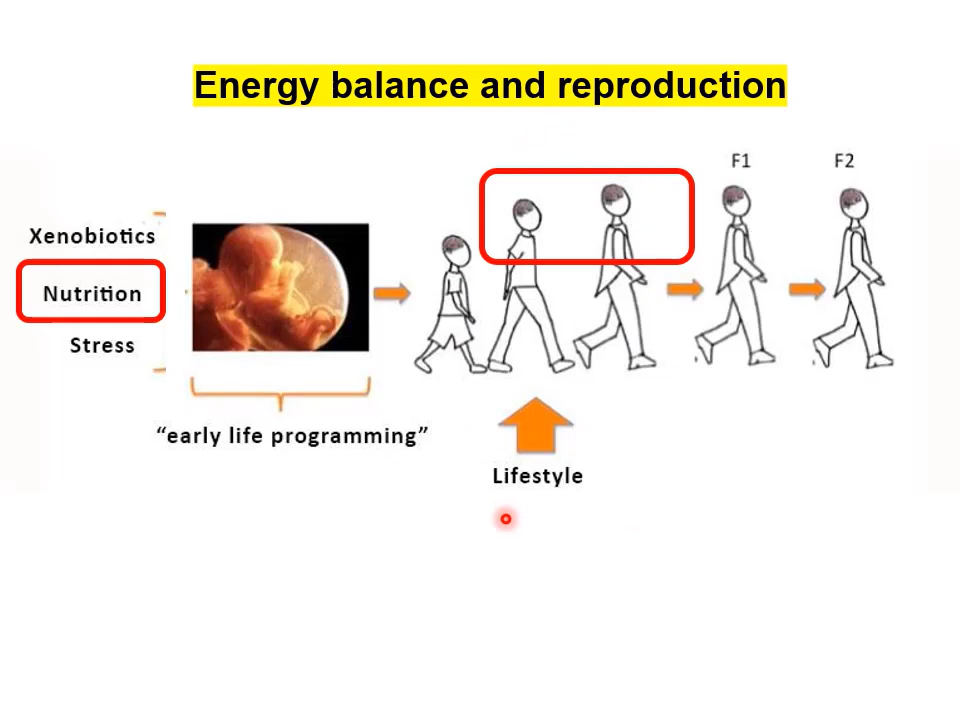 Energy balance and reproduction
F1
F2
Xenobiotics
Nutrition
Stress
“early life programming”
Lifestyle